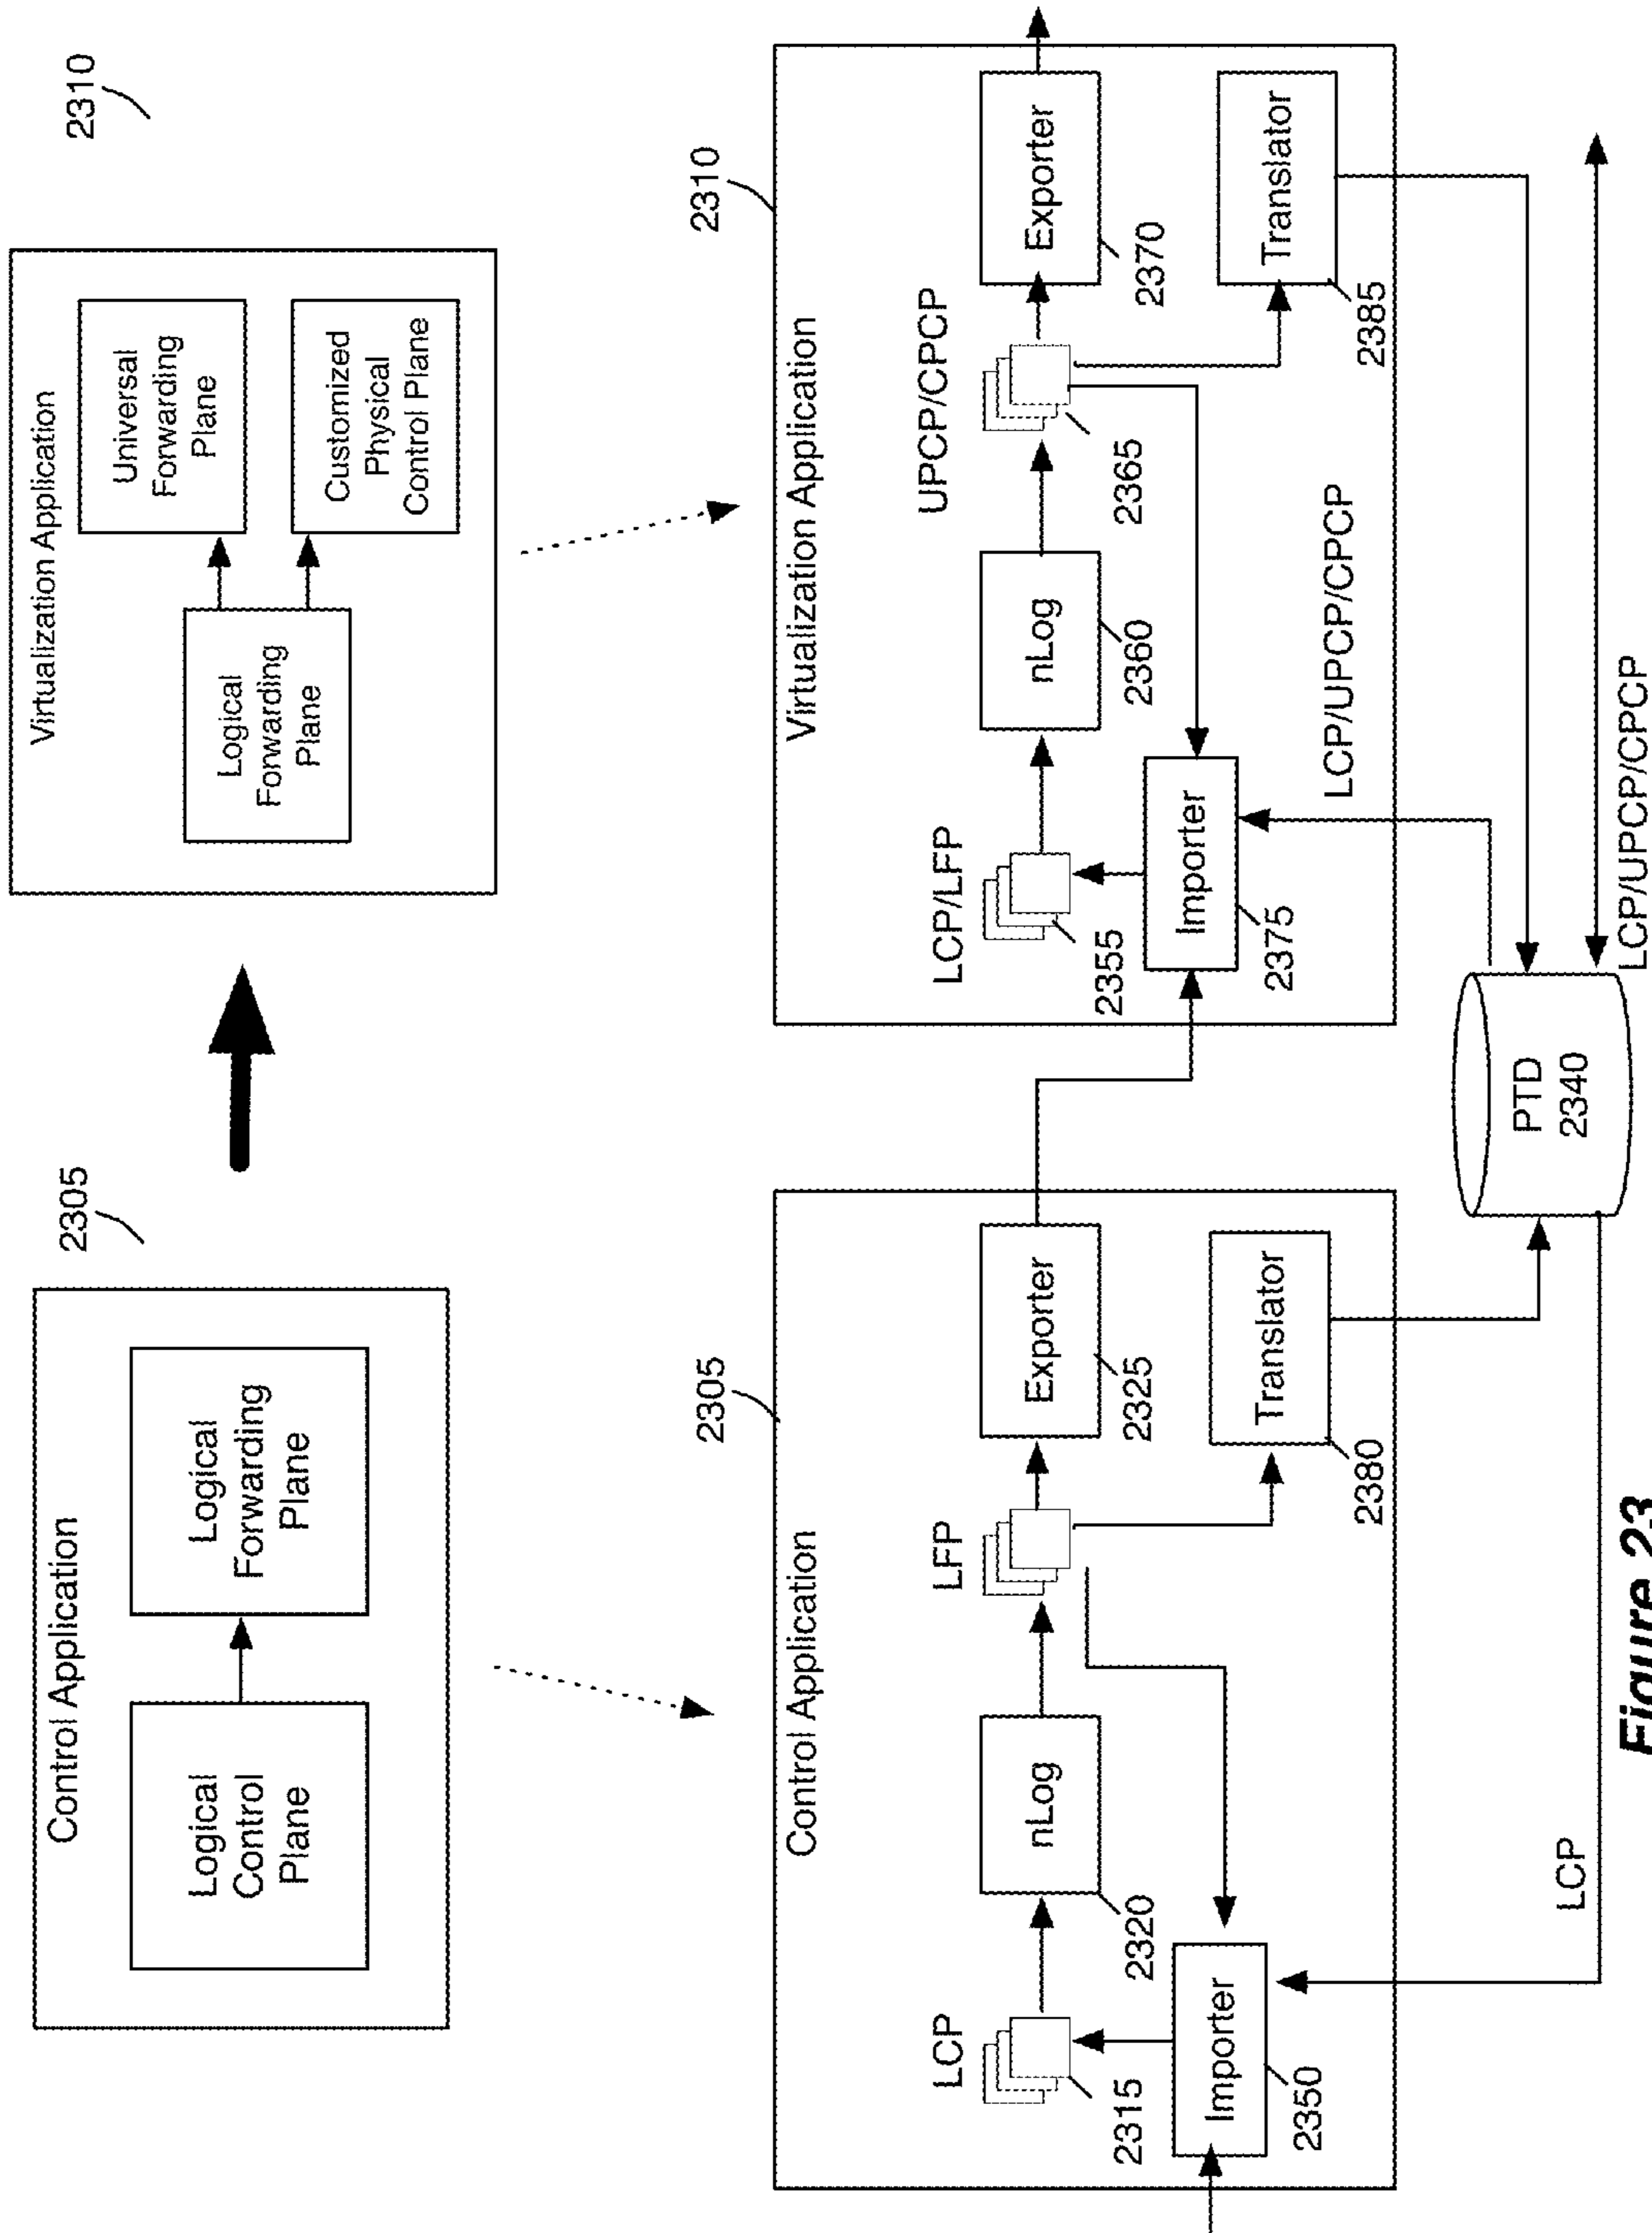 2305
2310
Control Application
Logical
Control
Plane
Logical
Forwarding
Plane
Virtualization Application
Logical
Forwarding
Plane
Universal
Forwarding
Plane
Customized
Physical
Control Plane
2305
Control Application
LCP
2315
nLog
2320
LFP
Exporter
2325
Importer
2350
Translator
2380
2310
Virtualization Application
LCP/LFP
2355
nLog
2360
UPCP/CPCP
2365
Exporter
2370
Importer
2375
Translator
2385
LCP/UPCP/CPCP
LCP
PTD
2340
LCP/UPCP/CPCP
Figure 23